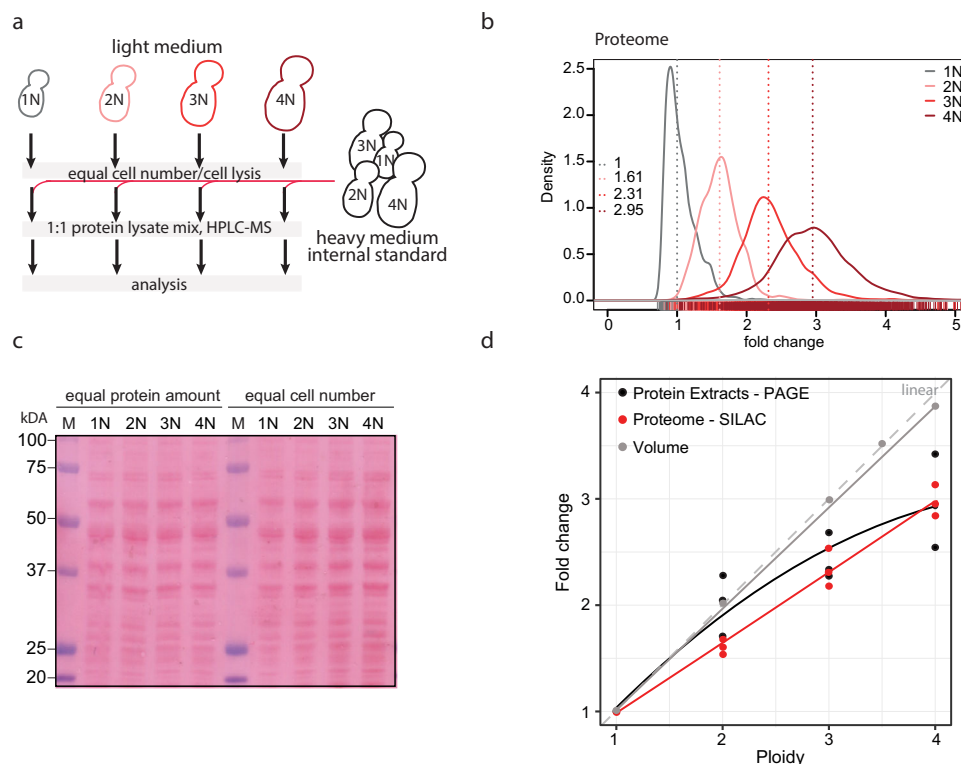 a
light medium
1N
2N
3N
4N
equal cell number/cell lysis
1:1 protein lysate mix, HPLC-MS
analysis
3N
1N
2N
4N
heavy medium
internal standard
b
Proteome
2.5
2.0
1.5
1.0
0.5
0.0
Density
1N
2N
3N
4N
1
1.61
2.31
2.95
0 1 2 3 4 5
fold change
c
equal protein amount equal cell number
kDA M 1N 2N 3N 4N M 1N 2N 3N 4N
100
75
50
37
25
20
d
Protein Extracts - PAGE
Proteome - SILAC
Volume
linear
4
3
2
1
Fold change
1 2 3 4
Ploidy